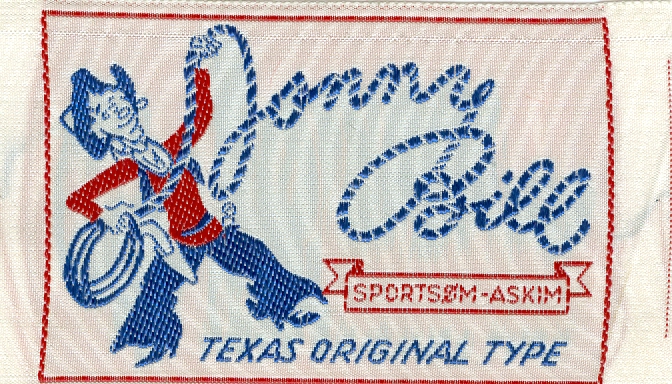 Jonny
Bill
SPORTSØM-ASKIM
TEXAS ORIGINAL TYPE